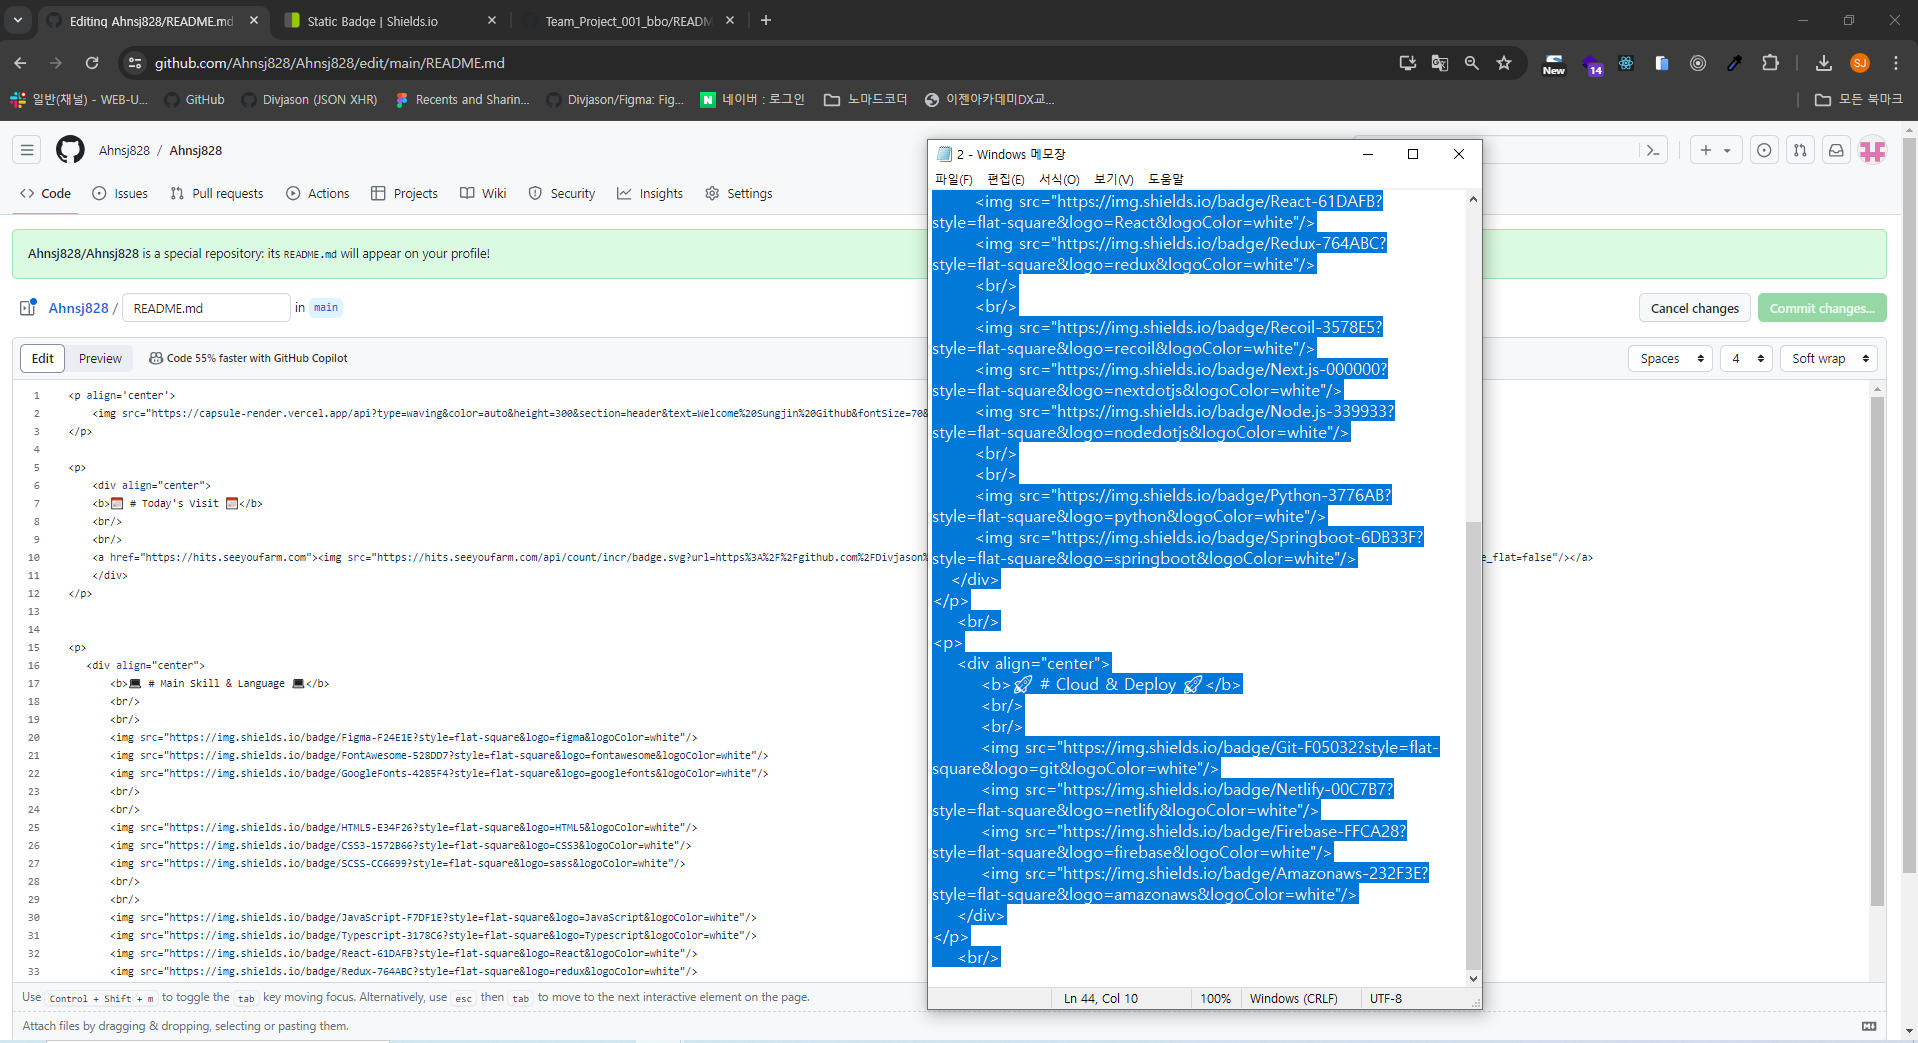 Editing Ahnsj828/README.md
Static Badge | Shields.io
Team_Project_001_bbo/READM
github.com/Ahnsj828/Ahnsj828/edit/main/README.md
New
14
SJ
일반(채널) - WEB-U...
GitHub
Divjason (JSON XHR)
Recents and Sharin...
Divjason/Figma: Fig...
N 네이버 : 로그인
노마드코더
이젠아카데미DX교...
모든 북마크
Ahnsj828 / Ahnsj828
Code
Issues
Pull requests
Actions
Projects
Wiki
Security
Insights
Settings
Ahnsj828/Ahnsj828 is a special repository: its README.md will appear on your profile!
Ahnsj828 / README.md in main
Cancel changes
Commit changes...
Edit
Preview
Code 55% faster with GitHub Copilot
Spaces
4
Soft wrap
1 <p align='center'>
2 <img src="https://capsule-render.vercel.app/api?type=waving&color=auto&height=300&section=header&text=Welcome%20Sungjin%20Github&fontSize=70&
3 </p>
4
5 <p>
6 <div align="center">
7 <b>📅 # Today's Visit 📅</b>
8 <br/>
9 <br/>
10 <a href="https://hits.seeyoufarm.com"><img src="https://hits.seeyoufarm.com/api/count/incr/badge.svg?url=https%3A%2F%2Fgithub.com%2FDivjason% e_flat=false"/></a>
11 </div>
12 </p>
13
14
15 <p>
16 <div align="center">
17 <b>💻 # Main Skill & Language 💻</b>
18 <br/>
19 <br/>
20 <img src="https://img.shields.io/badge/Figma-F24E1E?style=flat-square&logo=figma&logoColor=white"/>
21 <img src="https://img.shields.io/badge/FontAwesome-528DD7?style=flat-square&logo=fontawesome&logoColor=white"/>
22 <img src="https://img.shields.io/badge/GoogleFonts-4285F4?style=flat-square&logo=googlefonts&logoColor=white"/>
23 <br/>
24 <br/>
25 <img src="https://img.shields.io/badge/HTML5-E34F26?style=flat-square&logo=HTML5&logoColor=white"/>
26 <img src="https://img.shields.io/badge/CSS3-1572B6?style=flat-square&logo=CSS3&logoColor=white"/>
27 <img src="https://img.shields.io/badge/SCSS-CC6699?style=flat-square&logo=sass&logoColor=white"/>
28 <br/>
29 <br/>
30 <img src="https://img.shields.io/badge/JavaScript-F7DF1E?style=flat-square&logo=JavaScript&logoColor=white"/>
31 <img src="https://img.shields.io/badge/Typescript-3178C6?style=flat-square&logo=Typescript&logoColor=white"/>
32 <img src="https://img.shields.io/badge/React-61DAFB?style=flat-square&logo=React&logoColor=white"/>
33 <img src="https://img.shields.io/badge/Redux-764ABC?style=flat-square&logo=redux&logoColor=white"/>
Use Control + Shift + m to toggle the tab key moving focus. Alternatively, use esc then tab to move to the next interactive element on the page.
Attach files by dragging & dropping, selecting or pasting them.
2 - Windows 메모장
파일(F)
편집(E)
서식(O)
보기(V)
도움말
<img src="https://img.shields.io/badge/React-61DAFB?
style=flat-square&logo=React&logoColor=white"/>
<img src="https://img.shields.io/badge/Redux-764ABC?
style=flat-square&logo=redux&logoColor=white"/>
<br/>
<br/>
<img src="https://img.shields.io/badge/Recoil-3578E5?
style=flat-square&logo=recoil&logoColor=white"/>
<img src="https://img.shields.io/badge/Next.js-000000?
style=flat-square&logo=nextdotjs&logoColor=white"/>
<img src="https://img.shields.io/badge/Node.js-339933?
style=flat-square&logo=nodedotjs&logoColor=white"/>
<br/>
<br/>
<img src="https://img.shields.io/badge/Python-3776AB?
style=flat-square&logo=python&logoColor=white"/>
<img src="https://img.shields.io/badge/Springboot-6DB33F?
style=flat-square&logo=springboot&logoColor=white"/>
</div>
</p>
<br/>
<p>
<div align="center">
<b>🚀 # Cloud & Deploy 🚀</b>
<br/>
<br/>
<img src="https://img.shields.io/badge/Git-F05032?style=flat-
square&logo=git&logoColor=white"/>
<img src="https://img.shields.io/badge/Netlify-00C7B7?
style=flat-square&logo=netlify&logoColor=white"/>
<img src="https://img.shields.io/badge/Firebase-FFCA28?
style=flat-square&logo=firebase&logoColor=white"/>
<img src="https://img.shields.io/badge/Amazonaws-232F3E?
style=flat-square&logo=amazonaws&logoColor=white"/>
</div>
</p>
<br/>
Ln 44, Col 10
100%
Windows (CRLF)
UTF-8